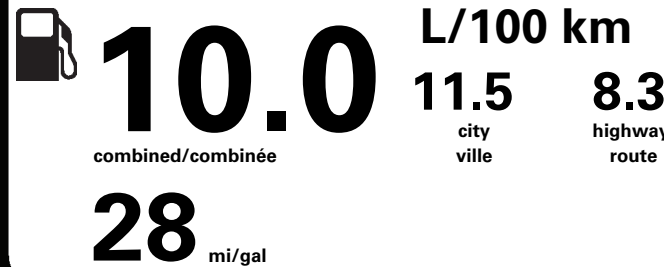 10.0
combined/combinée
L/100 km
11.5
city
ville
8.3
highway
route
28 mi/gal